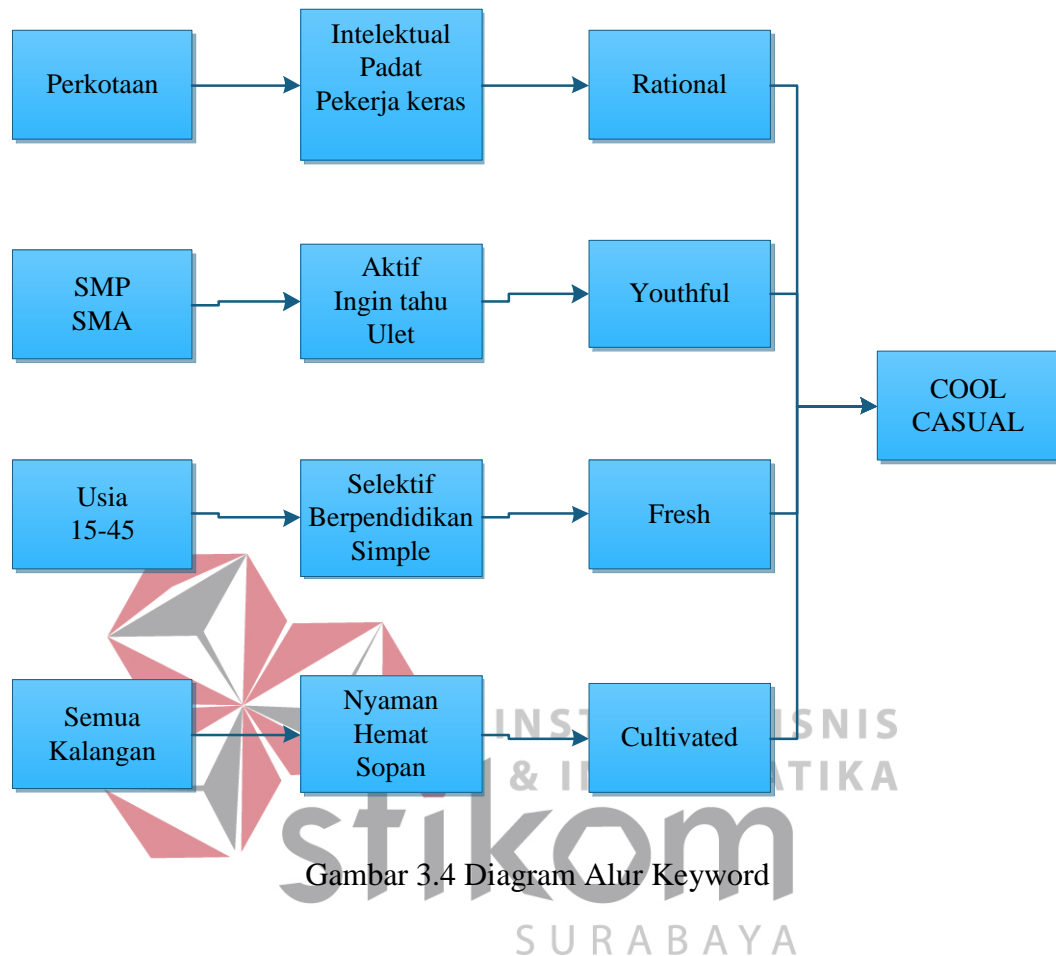 Perkotaan
Intelektual
Padat
Pekerja keras
Rational
SMP
SMA
Aktif
Ingin tahu
Ulet
Youthful
COOL
CASUAL
Usia
15-45
Selektif
Berpendidikan
Simple
Fresh
Semua
Kalangan
Nyaman
Hemat
Sopan
Cultivated
stikom
Gambar 3.4 Diagram Alur Keyword
SURABAYA